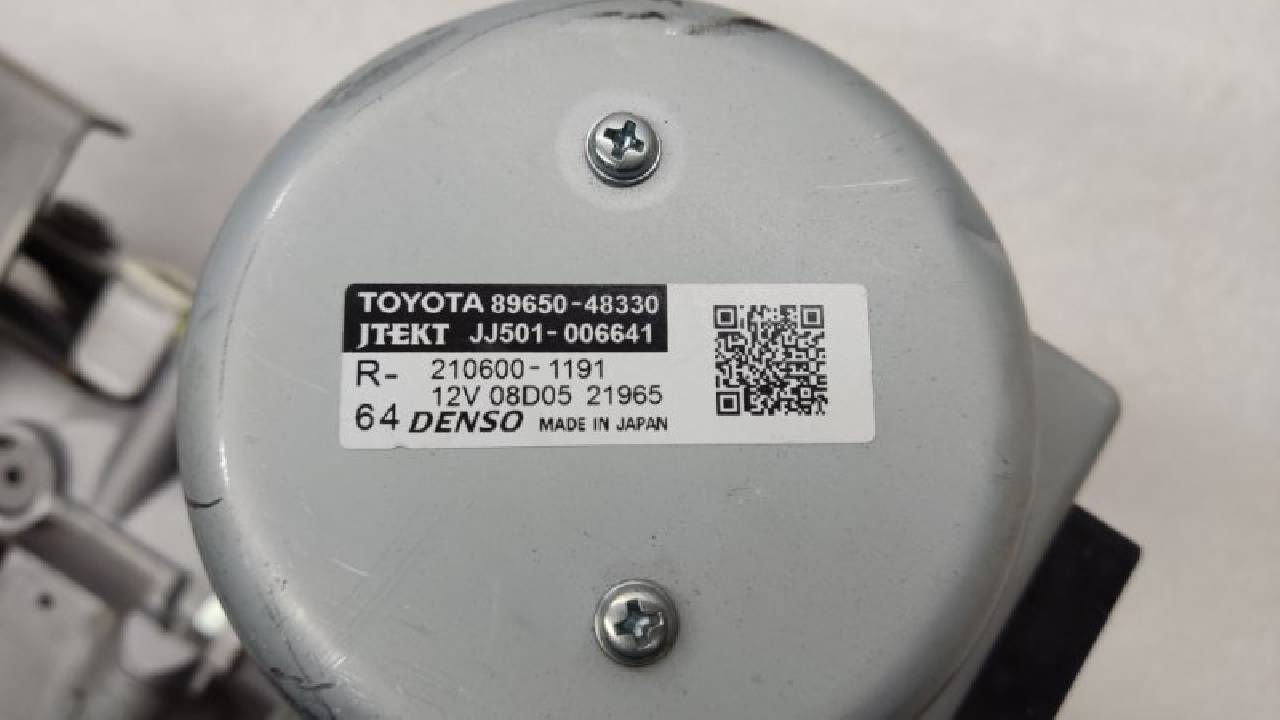 TOYOTA 89650-48330
JTEKT JJ501-006641
R- 210600-1191
12V 08D05 21965
64 DENSO MADE IN JAPAN